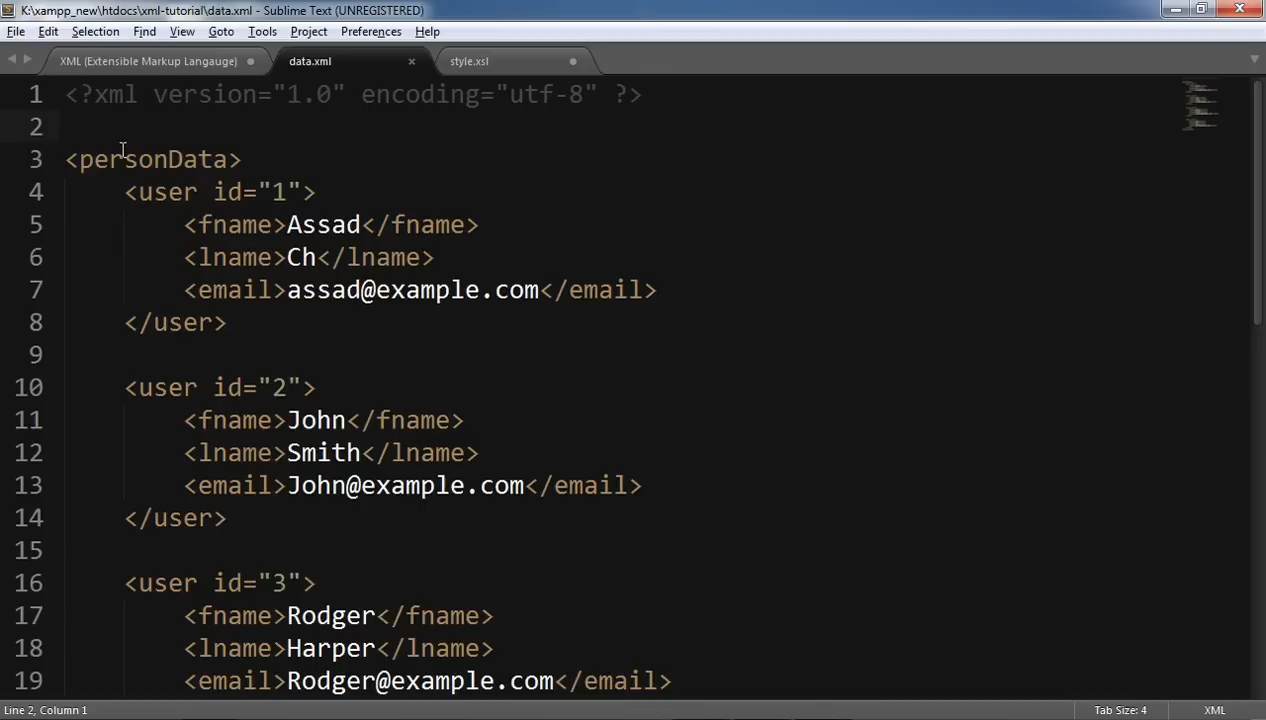 K:\xampp_new\htdocs\xml-tutorial\data.xml - Sublime Text (UNREGISTERED)
File Edit Selection Find View Goto Tools Project Preferences Help
XML (Extensible Markup Langauge) data.xml style.xsl
1 <?xml version="1.0" encoding="utf-8" ?>
2
3 <personData>
4 <user id="1">
5 <fname>Assad</fname>
6 <lname>Ch</lname>
7 <email>assad@example.com</email>
8 </user>
9
10 <user id="2">
11 <fname>John</fname>
12 <lname>Smith</lname>
13 <email>John@example.com</email>
14 </user>
15
16 <user id="3">
17 <fname>Rodger</fname>
18 <lname>Harper</lname>
19 <email>Rodger@example.com</email>
Line 2, Column 1 Tab Size: 4 XML